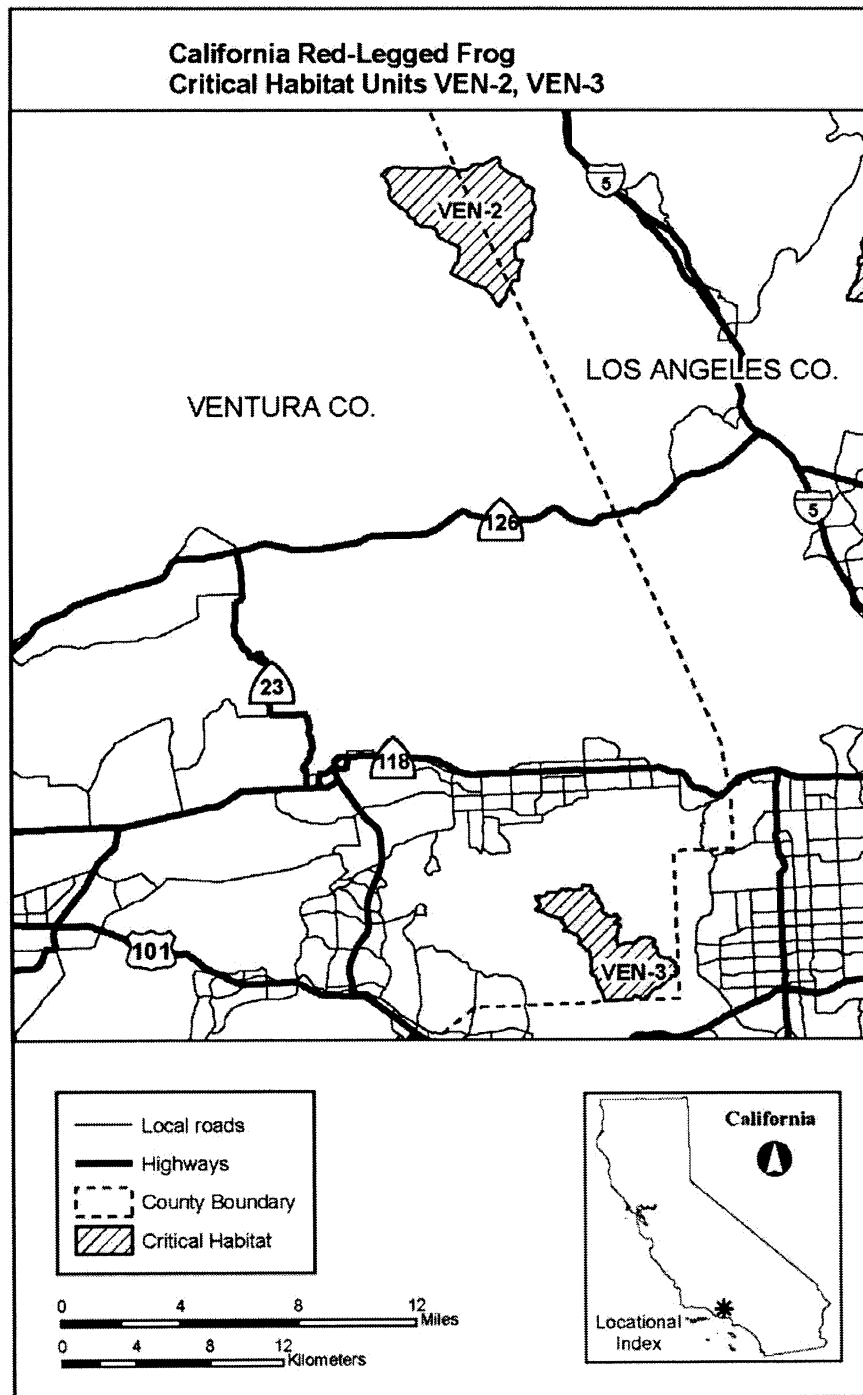 California Red-Legged Frog
Critical Habitat Units VEN-2, VEN-3
5
VEN-2
LOS ANGELES CO.
VENTURA CO.
5
126
23
118
101
VEN-3
Local roads
Highways
County Boundary
Critical Habitat
California
Locational
Index
0 4 8 12
Miles
0 4 8 12
Kilometers